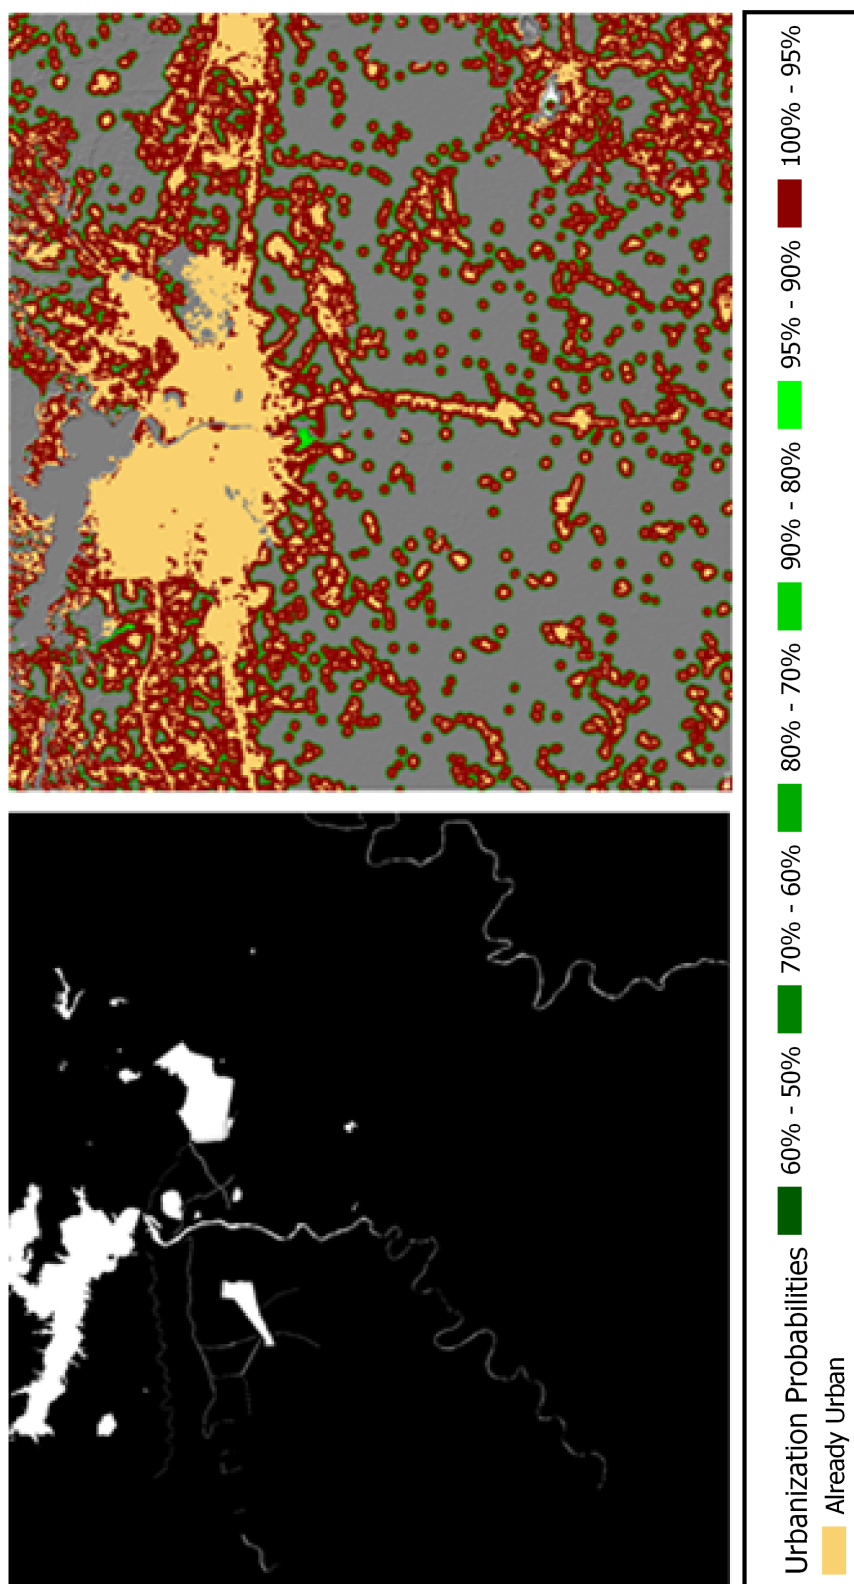 Urbanization Probabilities
60% - 50%
70% - 60%
80% - 70%
90% - 80%
95% - 90%
100% - 95%
Already Urban